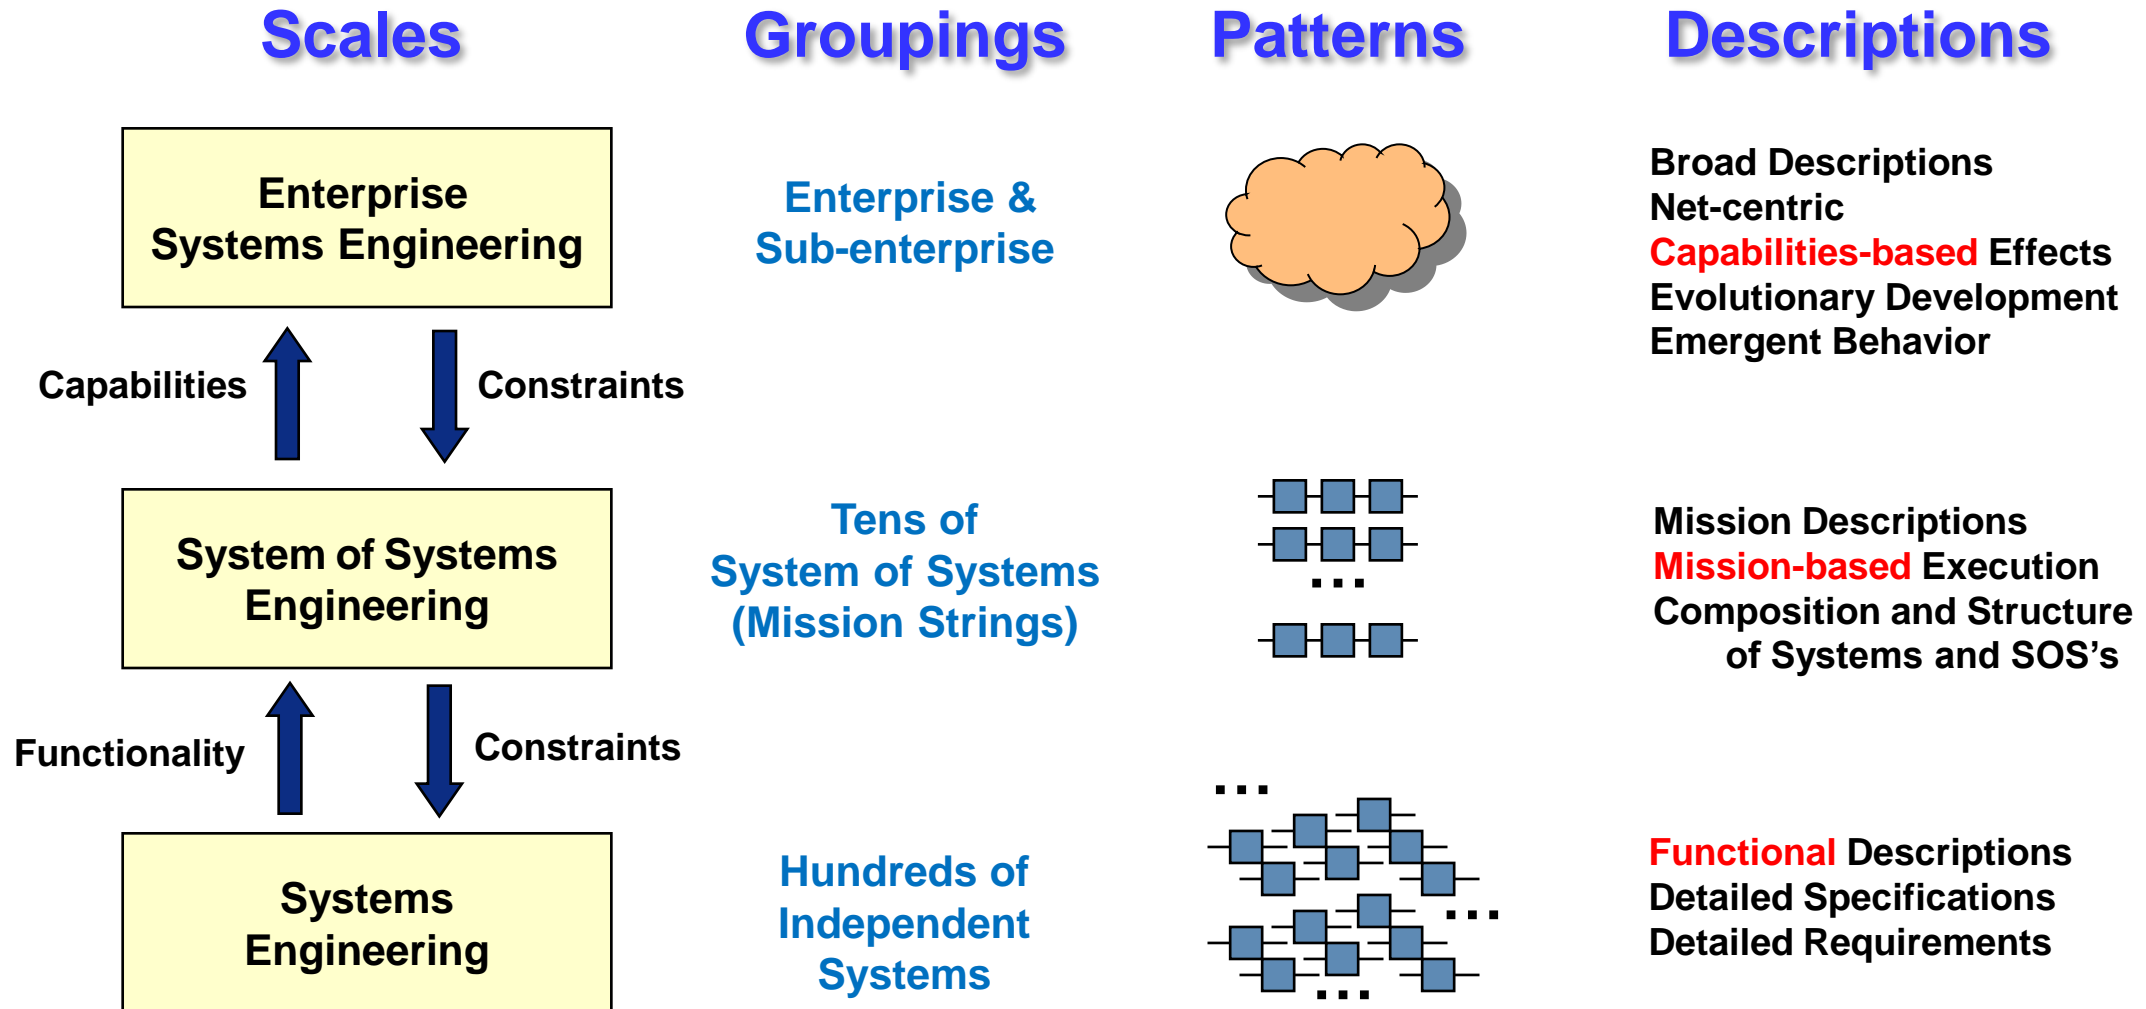 Scales
Groupings
Patterns
Descriptions
Enterprise
Systems Engineering
Enterprise &
Sub-enterprise
Broad Descriptions
Net-centric
Capabilities-based Effects
Evolutionary Development
Emergent Behavior
Capabilities
Constraints
System of Systems
Engineering
Tens of
System of Systems
(Mission Strings)
...
Mission Descriptions
Mission-based Execution
Composition and Structure
of Systems and SOS's
Functionality
Constraints
Systems
Engineering
Hundreds of
Independent
Systems
...
...
...
Functional Descriptions
Detailed Specifications
Detailed Requirements